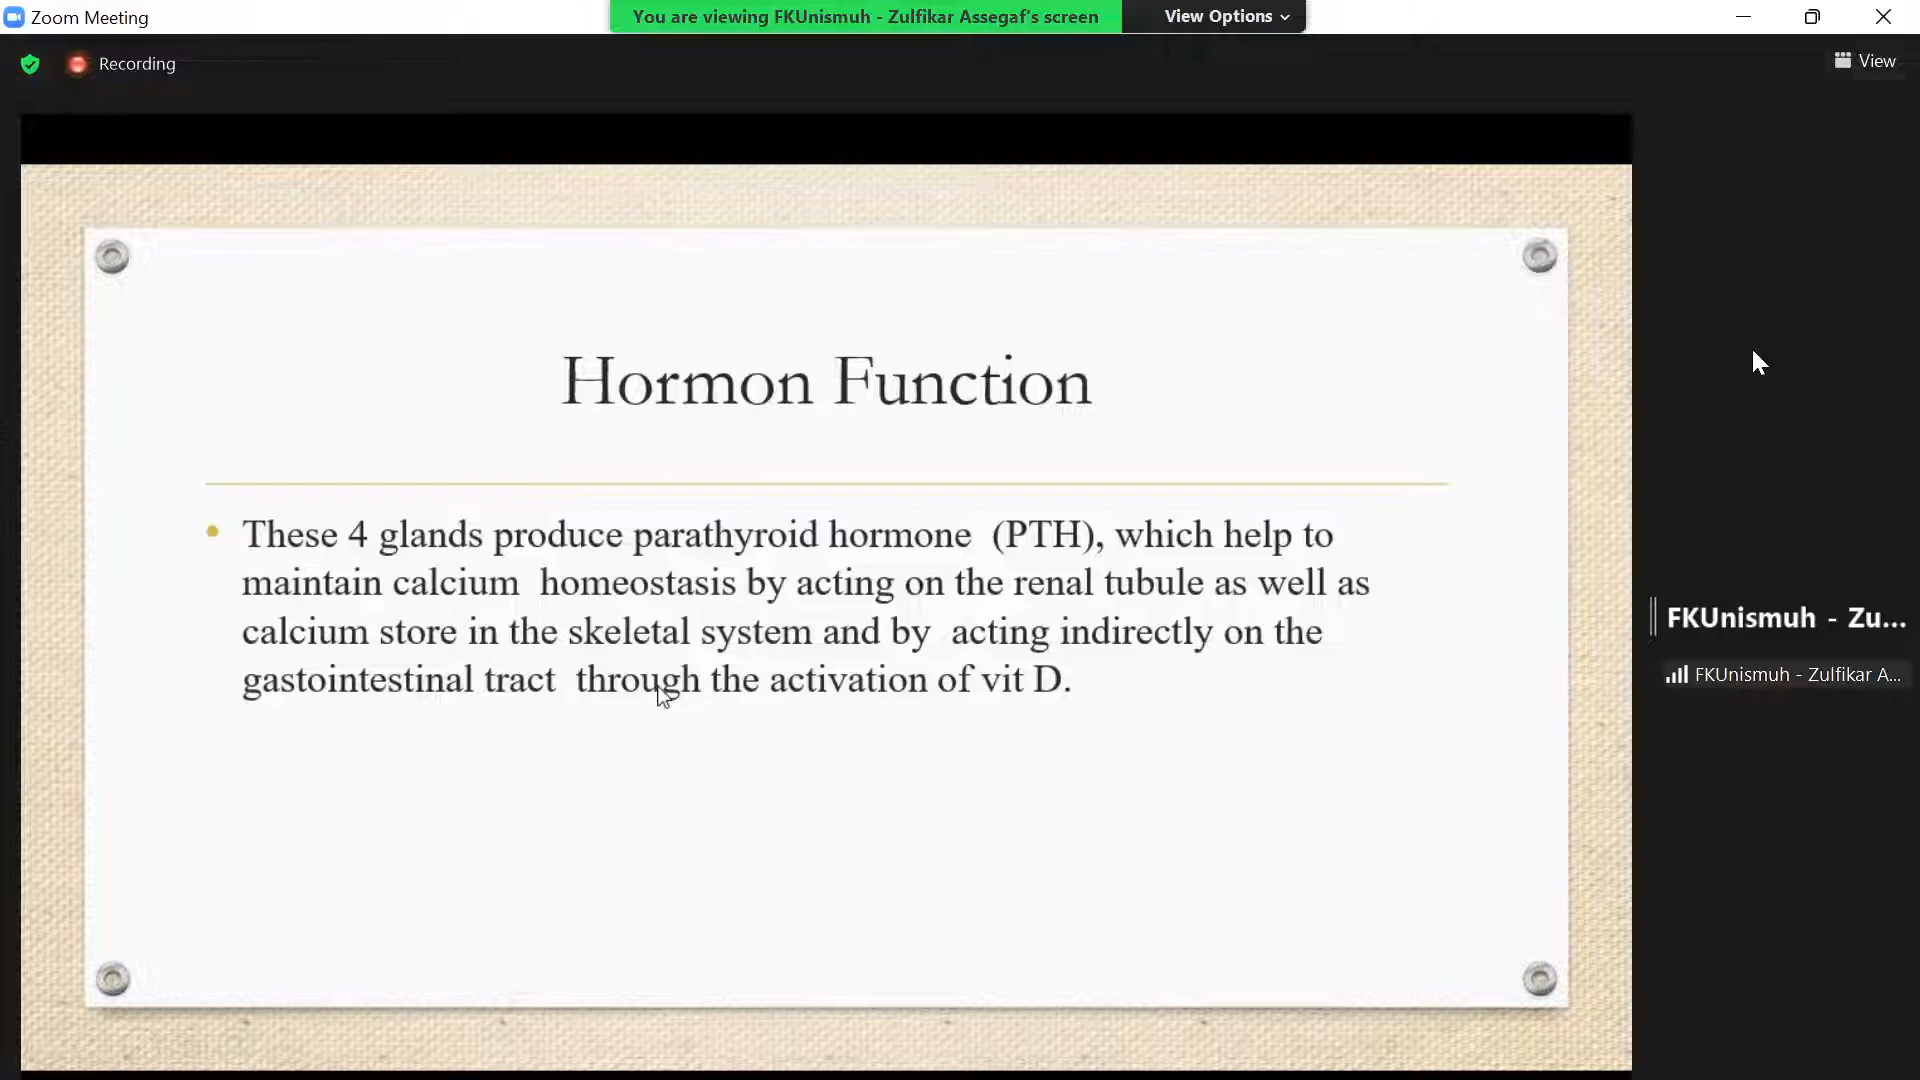 Zoom Meeting
You are viewing FKUnismuh - Zulfikar Assegaf's screen
View Options
Recording
View
Hormon Function
These 4 glands produce parathyroid hormone (PTH), which help to
maintain calcium homeostasis by acting on the renal tubule as well as
calcium store in the skeletal system and by acting indirectly on the
gastointestinal tract through the activation of vit D.
FKUnismuh - Zu...
FKUnismuh - Zulfikar A...